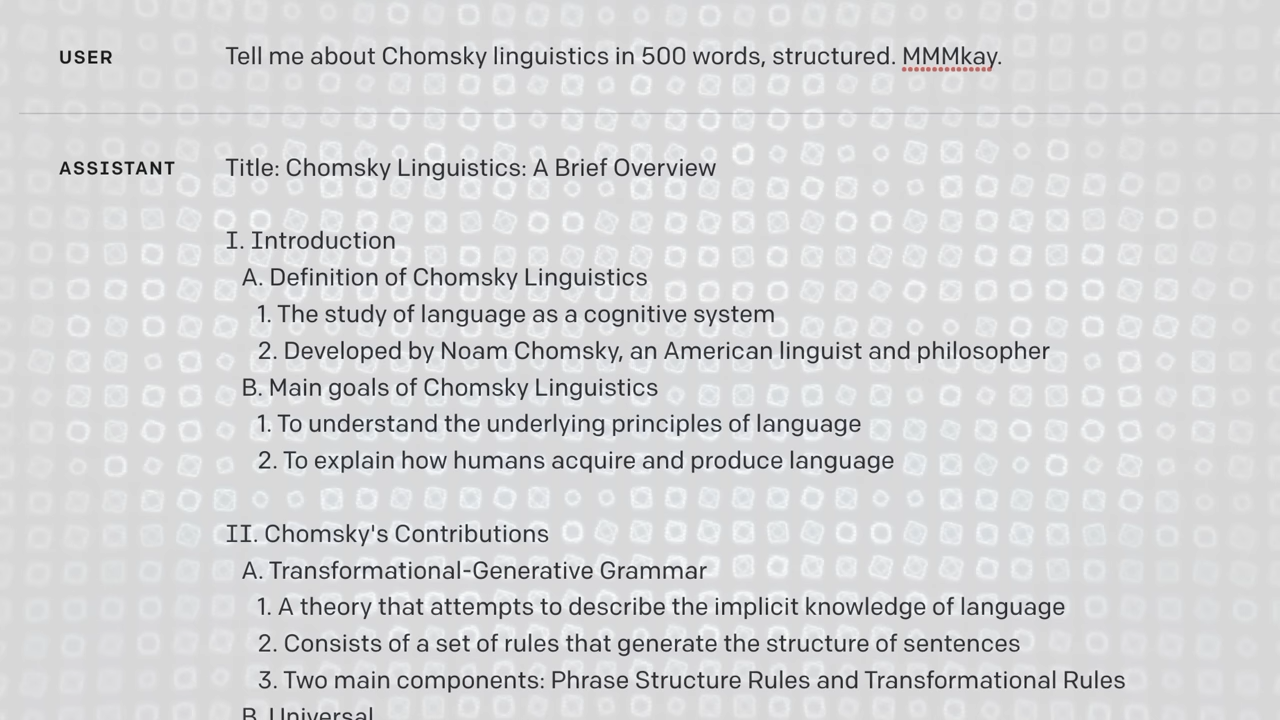 USER Tell me about Chomsky linguistics in 500 words, structured. MMMkay.
ASSISTANT Title: Chomsky Linguistics: A Brief Overview
I. Introduction
A. Definition of Chomsky Linguistics
1. The study of language as a cognitive system
2. Developed by Noam Chomsky, an American linguist and philosopher
B. Main goals of Chomsky Linguistics
1. To understand the underlying principles of language
2. To explain how humans acquire and produce language
II. Chomsky's Contributions
A. Transformational-Generative Grammar
1. A theory that attempts to describe the implicit knowledge of language
2. Consists of a set of rules that generate the structure of sentences
3. Two main components: Phrase Structure Rules and Transformational Rules
B. Universal